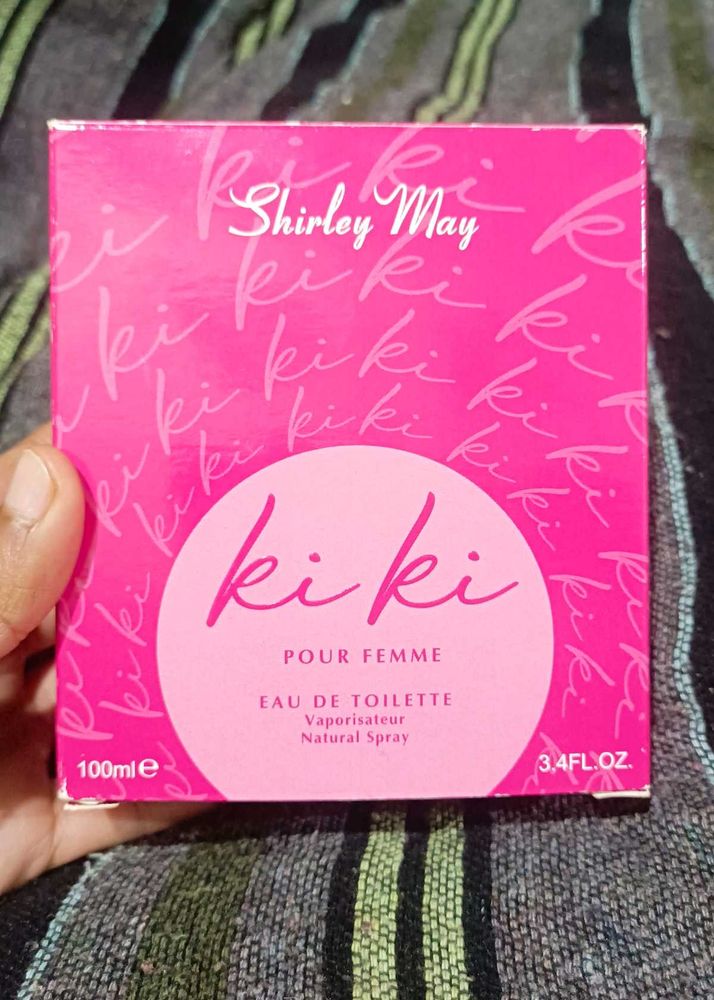 Shirley May
ki ki
POUR FEMME
EAU DE TOILETTE
Vaporisateur
Natural Spray
100ml e
3.4FL.OZ.